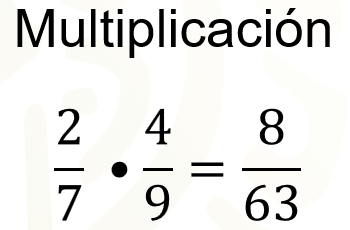 Multiplicación
2/7 • 4/9 = 8/63